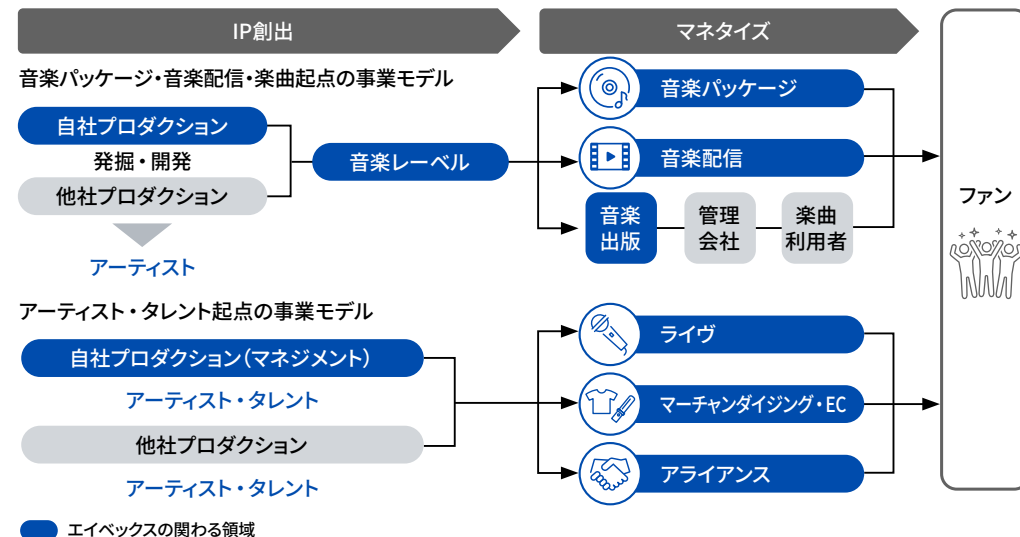 IP創出
マネタイズ
音楽パッケージ・音楽配信・楽曲起点の事業モデル
自社プロダクション
発掘・開発
他社プロダクション
アーティスト
音楽レーベル
音楽パッケージ
音楽配信
音楽
出版
管理
会社
楽曲
利用者
ファン
アーティスト・タレント起点の事業モデル
自社プロダクション（マネジメント）
アーティスト・タレント
他社プロダクション
アーティスト・タレント
ライヴ
マーチャンダイジング・EC
アライアンス
エイベックスの関わる領域